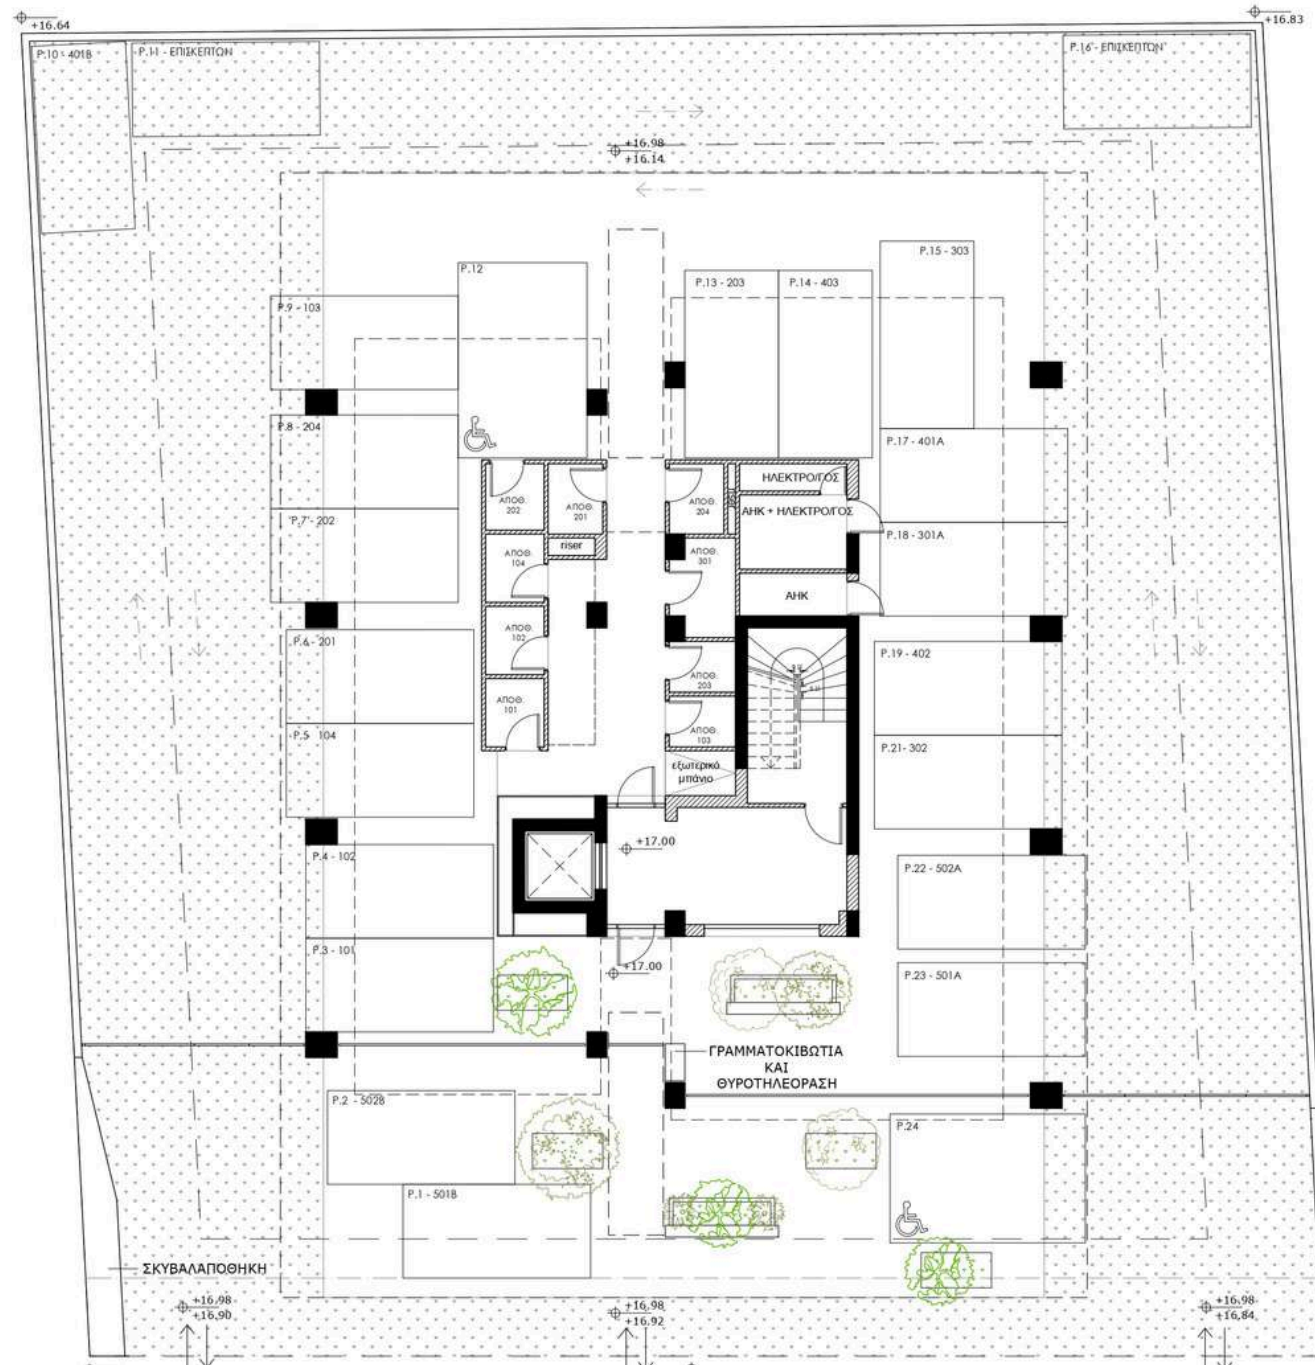 +16.64
+16.83
P.10 - 401B
P.11 - ΕΠΙΣΚΕΠΤΩΝ
P.16 - ΕΠΙΣΚΕΠΤΩΝ
+16.98
+16.14
P.12
P.13 - 203
P.14 - 403
P.15 - 303
P.9 - 103
P.8 - 204
P.17 - 401A
ΗΛΕΚΤΡΟ/ΓΟΣ
ΑΠΟΘ.
202
ΑΠΟΘ.
201
ΑΠΟΘ.
204
ΑΗΚ + ΗΛΕΚΤΡΟ/ΓΟΣ
P.7 - 202
P.18 - 301A
riser
ΑΠΟΘ.
104
ΑΠΟΘ.
301
ΑΗΚ
P.6 - 201
ΑΠΟΘ.
102
P.19 - 402
ΑΠΟΘ.
203
ΑΠΟΘ.
101
ΑΠΟΘ.
103
P.5 104
P.21- 302
εξωτερικό
μπάνιο
+17.00
P.4 - 102
P.22 - 502A
P.3 - 101
+17.00
P.23 - 501A
ΓΡΑΜΜΑΤΟΚΙΒΩΤΙΑ
ΚΑΙ
ΘΥΡΟΤΗΛΕΟΡΑΣΗ
P.2 - 502B
P.24
P.1 - 501B
ΣΚΥΒΑΛΑΠΟΘΗΚΗ
+16.98
+16.90
+16.98
+16.92
+16.98
+16.84